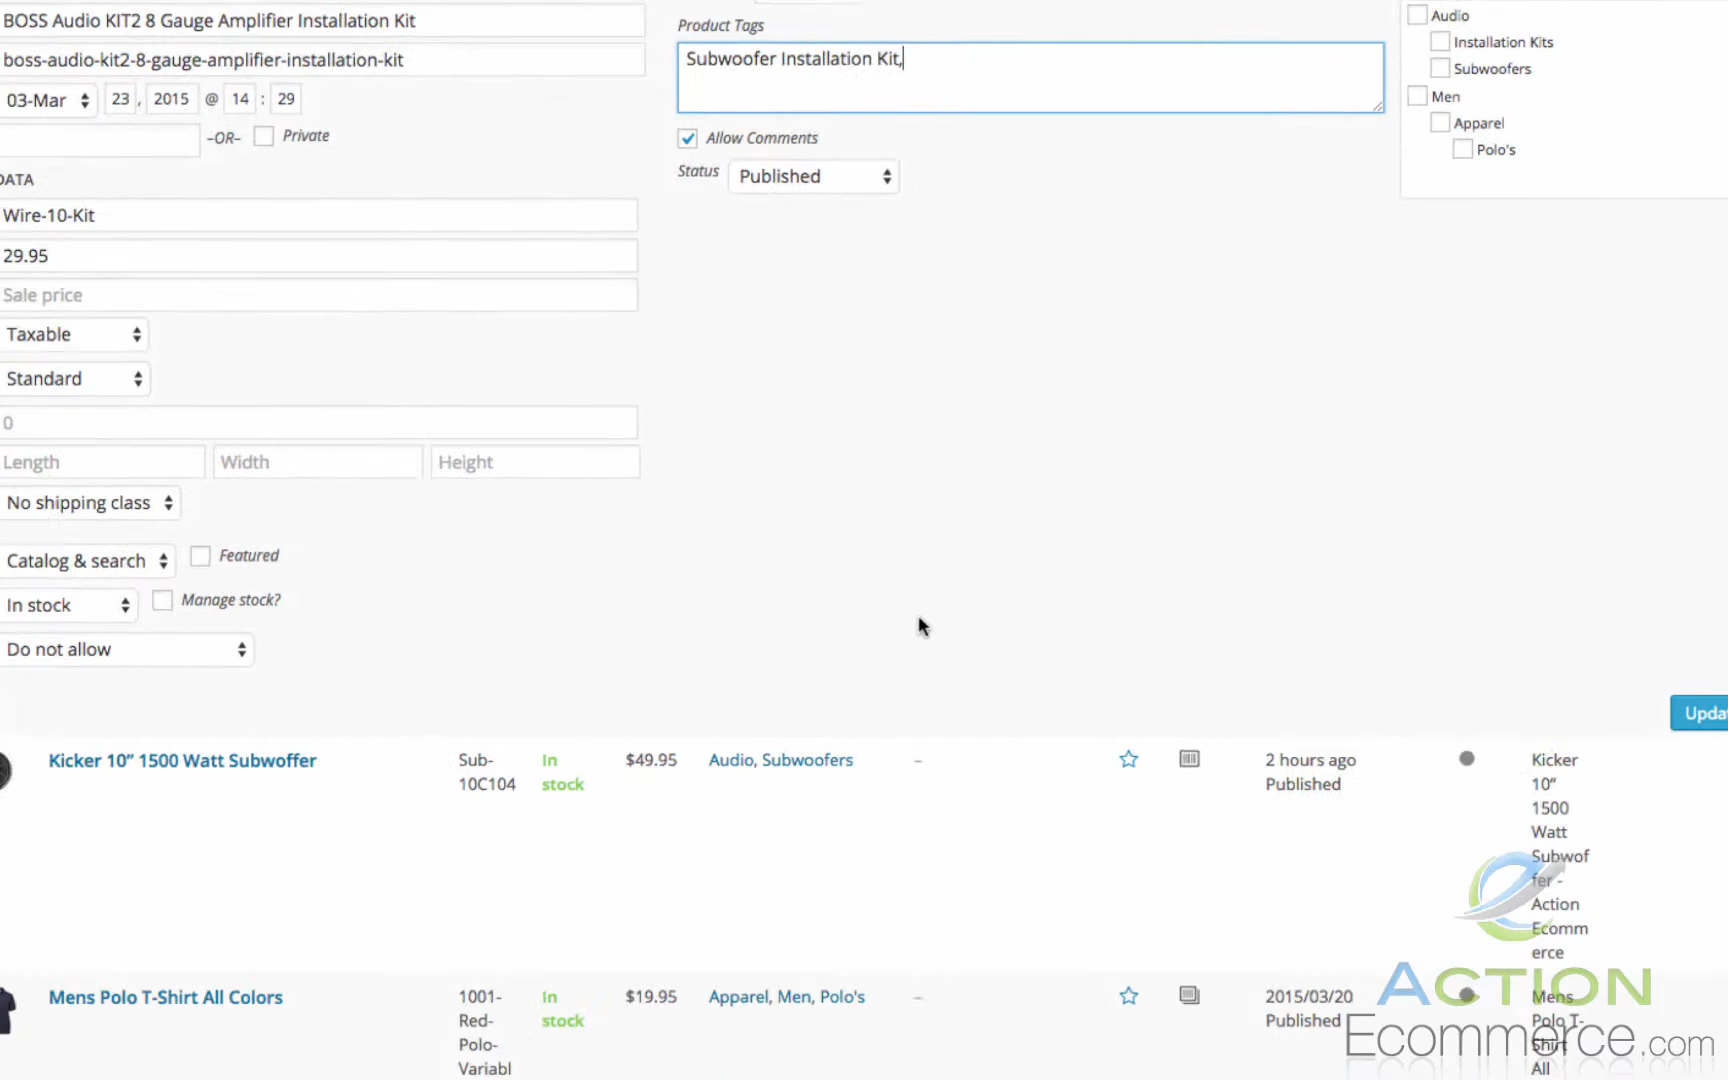 BOSS Audio KIT2 8 Gauge Amplifier Installation Kit
boss-audio-kit2-8-gauge-amplifier-installation-kit
03-Mar 23 , 2015 @ 14 : 29
–OR– Private
DATA
Wire-10-Kit
29.95
Sale price
Taxable
Standard
0
Length Width Height
No shipping class
Catalog & search Featured
In stock Manage stock?
Do not allow
Product Tags
Subwoofer Installation Kit,
Allow Comments
Status Published
Audio
Installation Kits
Subwoofers
Men
Apparel
Polo's
Kicker 10” 1500 Watt Subwoffer
Sub-
10C104
In
stock
$49.95
Audio, Subwoofers
–
2 hours ago
Published
Kicker
10”
1500
Watt
Subwof
fer -
Action
Ecomm
erce
Mens Polo T-Shirt All Colors
1001-
Red-
Polo-
Variabl
In
stock
$19.95
Apparel, Men, Polo's
–
2015/03/20
Published
Mens
Polo T-
Shirt
All
ACTION
Ecommerce.com